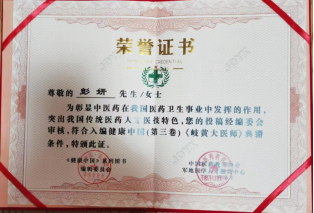 荣誉证书
尊敬的 彭妍 先生/女士
为彰显中医药在我国医药卫生事业中发挥的作用，
突出我国传统医药人 医技特色，您的投稿经编委会
审核，符合入编健康中国(第三卷)《岐黄大医师》典籍
条件，特颁此证。
《健康中国》系列图书
编辑委员会